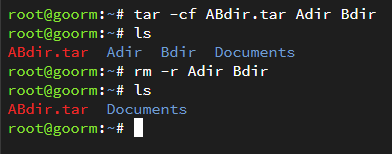 root@goorm:~# tar -cf ABdir.tar Adir Bdir
root@goorm:~# ls
ABdir.tar  Adir  Bdir  Documents
root@goorm:~# rm -r Adir Bdir
root@goorm:~# ls
ABdir.tar  Documents
root@goorm:~#